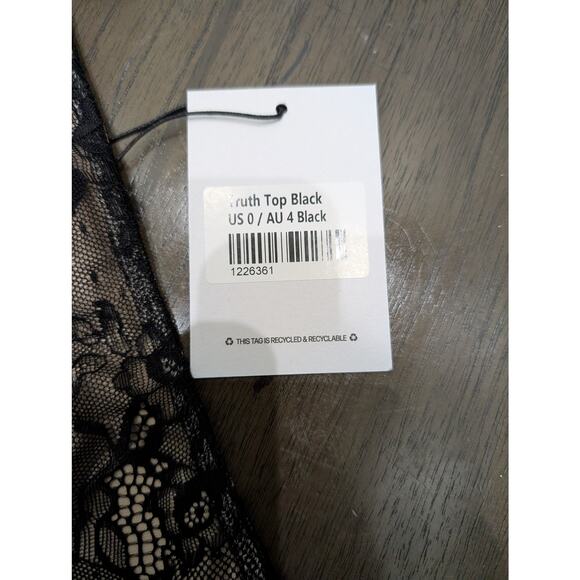 Truth Top Black
US 0 / AU 4 Black
1226361
THIS TAG IS RECYCLED & RECYCLABLE